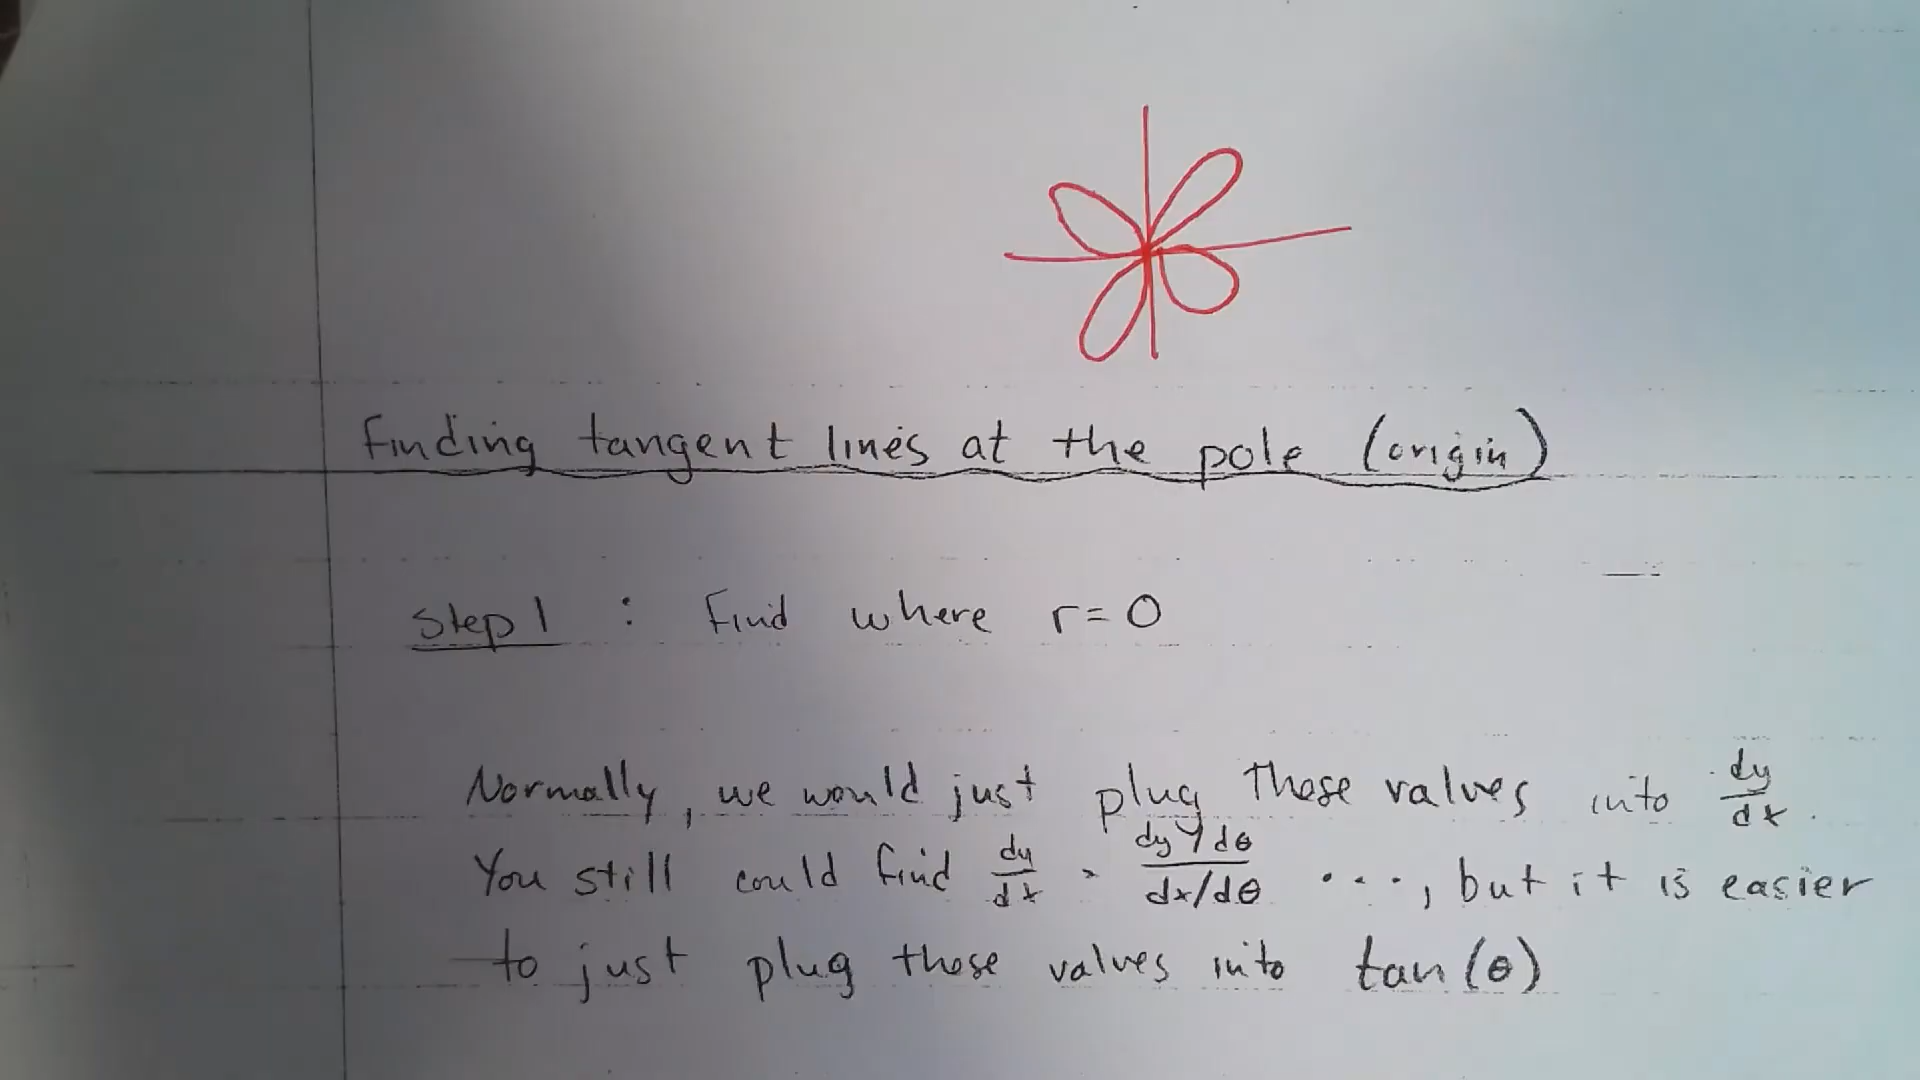 Finding tangent lines at the pole (origin)
Step 1 : Find where r = 0
Normally, we would just plug these values into dy/dx.
You still could find dy/dx = dy/dθ / dx/dθ ..., but it is easier
to just plug these values into tan(θ)